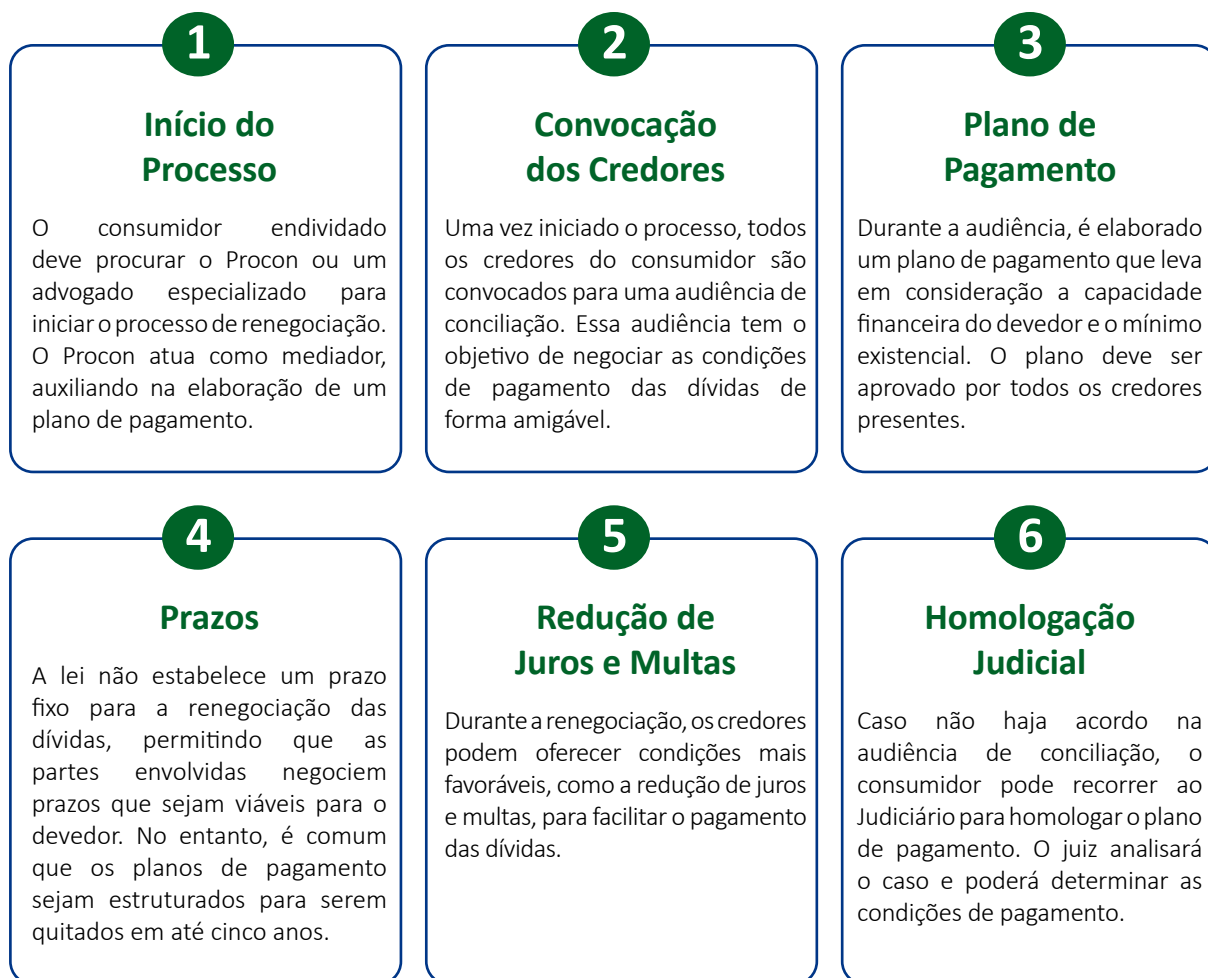 1
Início do
Processo
O consumidor endividado
deve procurar o Procon ou um
advogado especializado para
iniciar o processo de renegociação.
O Procon atua como mediador,
auxiliando na elaboração de um
plano de pagamento.
2
Convocação
dos Credores
Uma vez iniciado o processo, todos
os credores do consumidor são
convocados para uma audiência de
conciliação. Essa audiência tem o
objetivo de negociar as condições
de pagamento das dívidas de
forma amigável.
3
Plano de
Pagamento
Durante a audiência, é elaborado
um plano de pagamento que leva
em consideração a capacidade
financeira do devedor e o mínimo
existencial. O plano deve ser
aprovado por todos os credores
presentes.
4
Prazos
A lei não estabelece um prazo
fixo para a renegociação das
dívidas, permitindo que as
partes envolvidas negociem
prazos que sejam viáveis para o
devedor. No entanto, é comum
que os planos de pagamento
sejam estruturados para serem
quitados em até cinco anos.
5
Redução de
Juros e Multas
Durante a renegociação, os credores
podem oferecer condições mais
favoráveis, como a redução de juros
e multas, para facilitar o pagamento
das dívidas.
6
Homologação
Judicial
Caso não haja acordo na
audiência de conciliação, o
consumidor pode recorrer ao
Judiciário para homologar o plano
de pagamento. O juiz analisará
o caso e poderá determinar as
condições de pagamento.